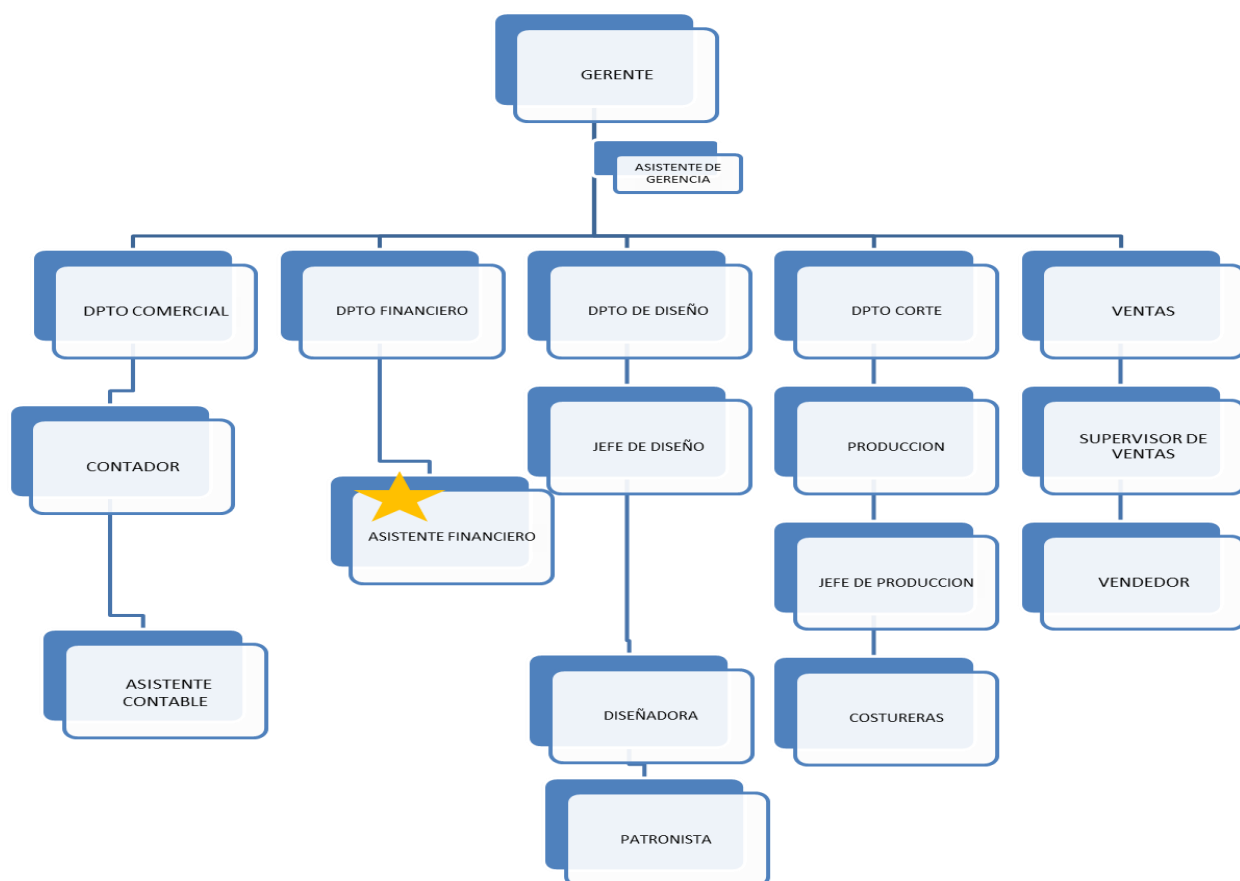 GERENTE
ASISTENTE DE
GERENCIA
DPTO COMERCIAL
DPTO FINANCIERO
DPTO DE DISEÑO
DPTO CORTE
VENTAS
CONTADOR
JEFE DE DISEÑO
PRODUCCION
SUPERVISOR DE
VENTAS
ASISTENTE FINANCIERO
JEFE DE PRODUCCION
VENDEDOR
ASISTENTE
CONTABLE
DISEÑADORA
COSTURERAS
PATRONISTA